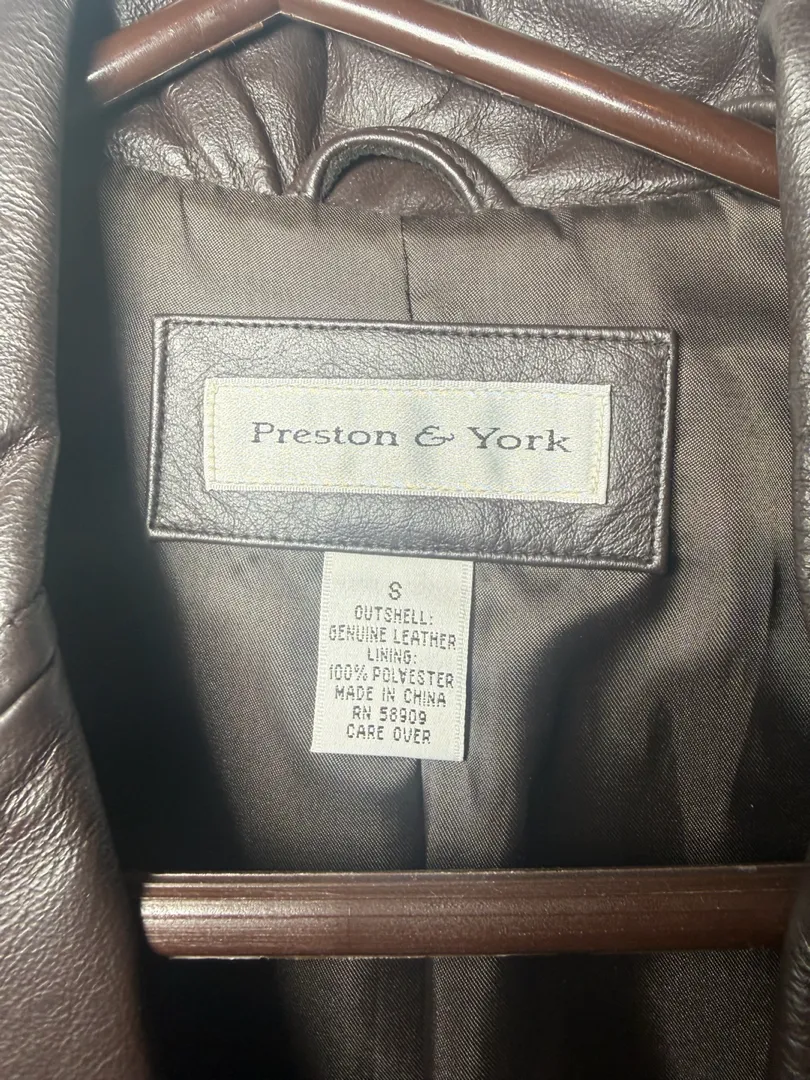 Preston & York
S
OUTSHELL:
GENUINE LEATHER
LINING:
100% POLYESTER
MADE IN CHINA
RN 58909
CARE OVER